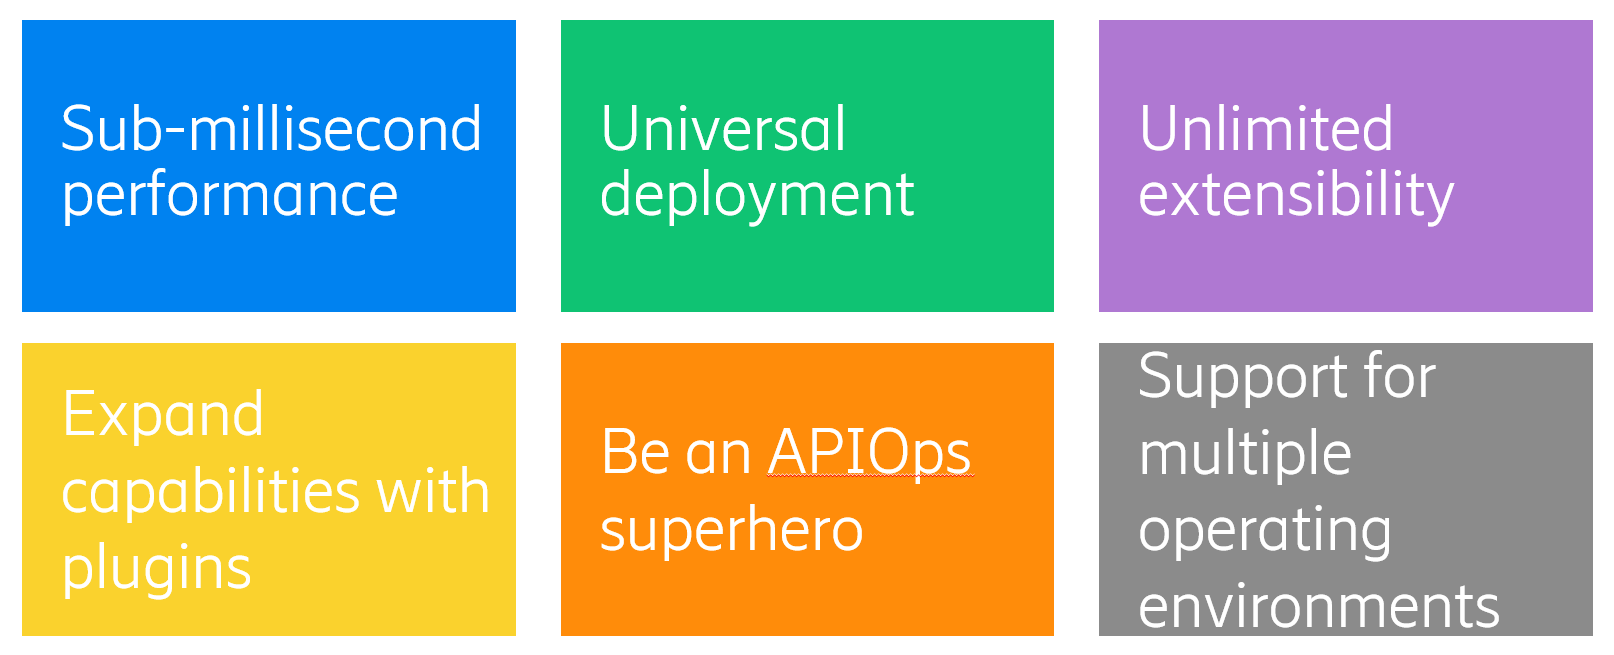 Sub-millisecond
performance
Universal
deployment
Unlimited
extensibility
Expand
capabilities with
plugins
Be an APIOps
superhero
Support for
multiple
operating
environments